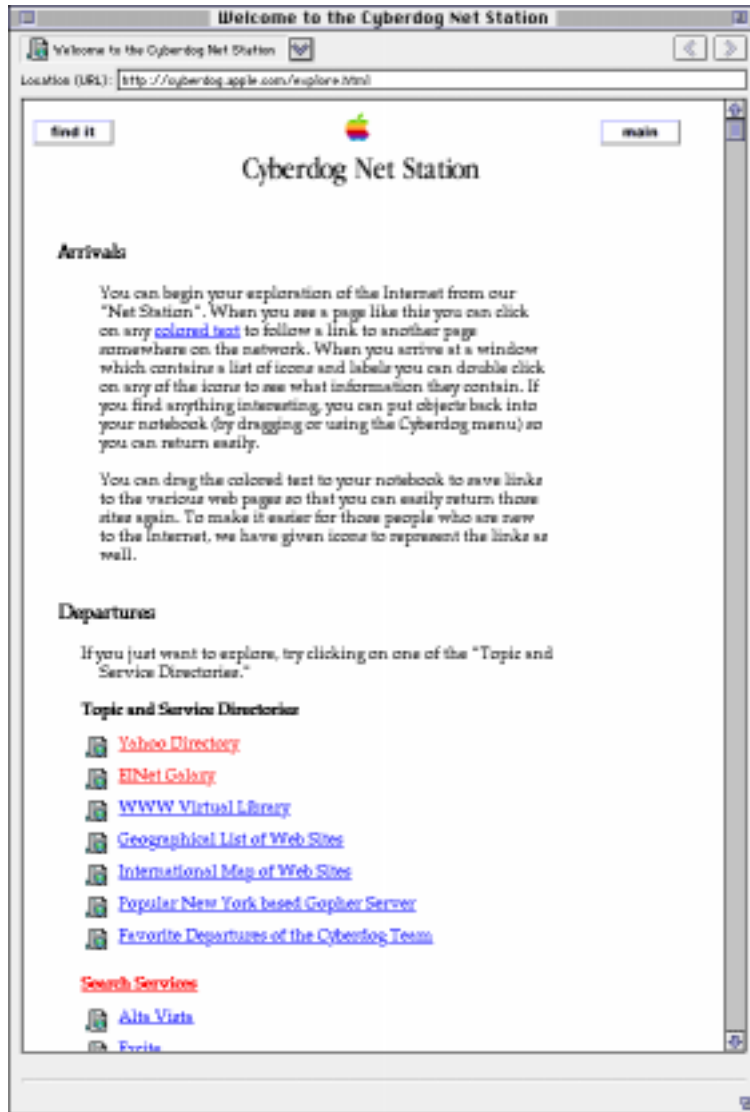 Welcome to the Cyberdog Net Station
Welcome to the Cyberdog Net Station
Location (URL): http://cyberdog.apple.com/explore.html
find it
main
Cyberdog Net Station
Arrivals
You can begin your exploration of the Internet from our
"Net Station". When you see a page like this you can click
on any colored text to follow a link to another page
somewhere on the network. When you arrive at a window
which contains a list of icons and labels you can double click
on any of the icons to see what information they contain. If
you find anything interesting, you can put objects back into
your notebook (by dragging or using the Cyberdog menu) so
you can return easily.
You can drag the colored text to your notebook to save links
to the various web pages so that you can easily return those
sites again. To make it easier for those people who are new
to the Internet, we have given icons to represent the links as
well.
Departures
If you just want to explore, try clicking on one of the "Topic and
Service Directories."
Topic and Service Directories
Yahoo Directory
EINet Galaxy
WWW Virtual Library
Geographical List of Web Sites
International Map of Web Sites
Popular New York based Gopher Server
Favorite Departures of the Cyberdog Team
Search Services
Alta Vista
Excite